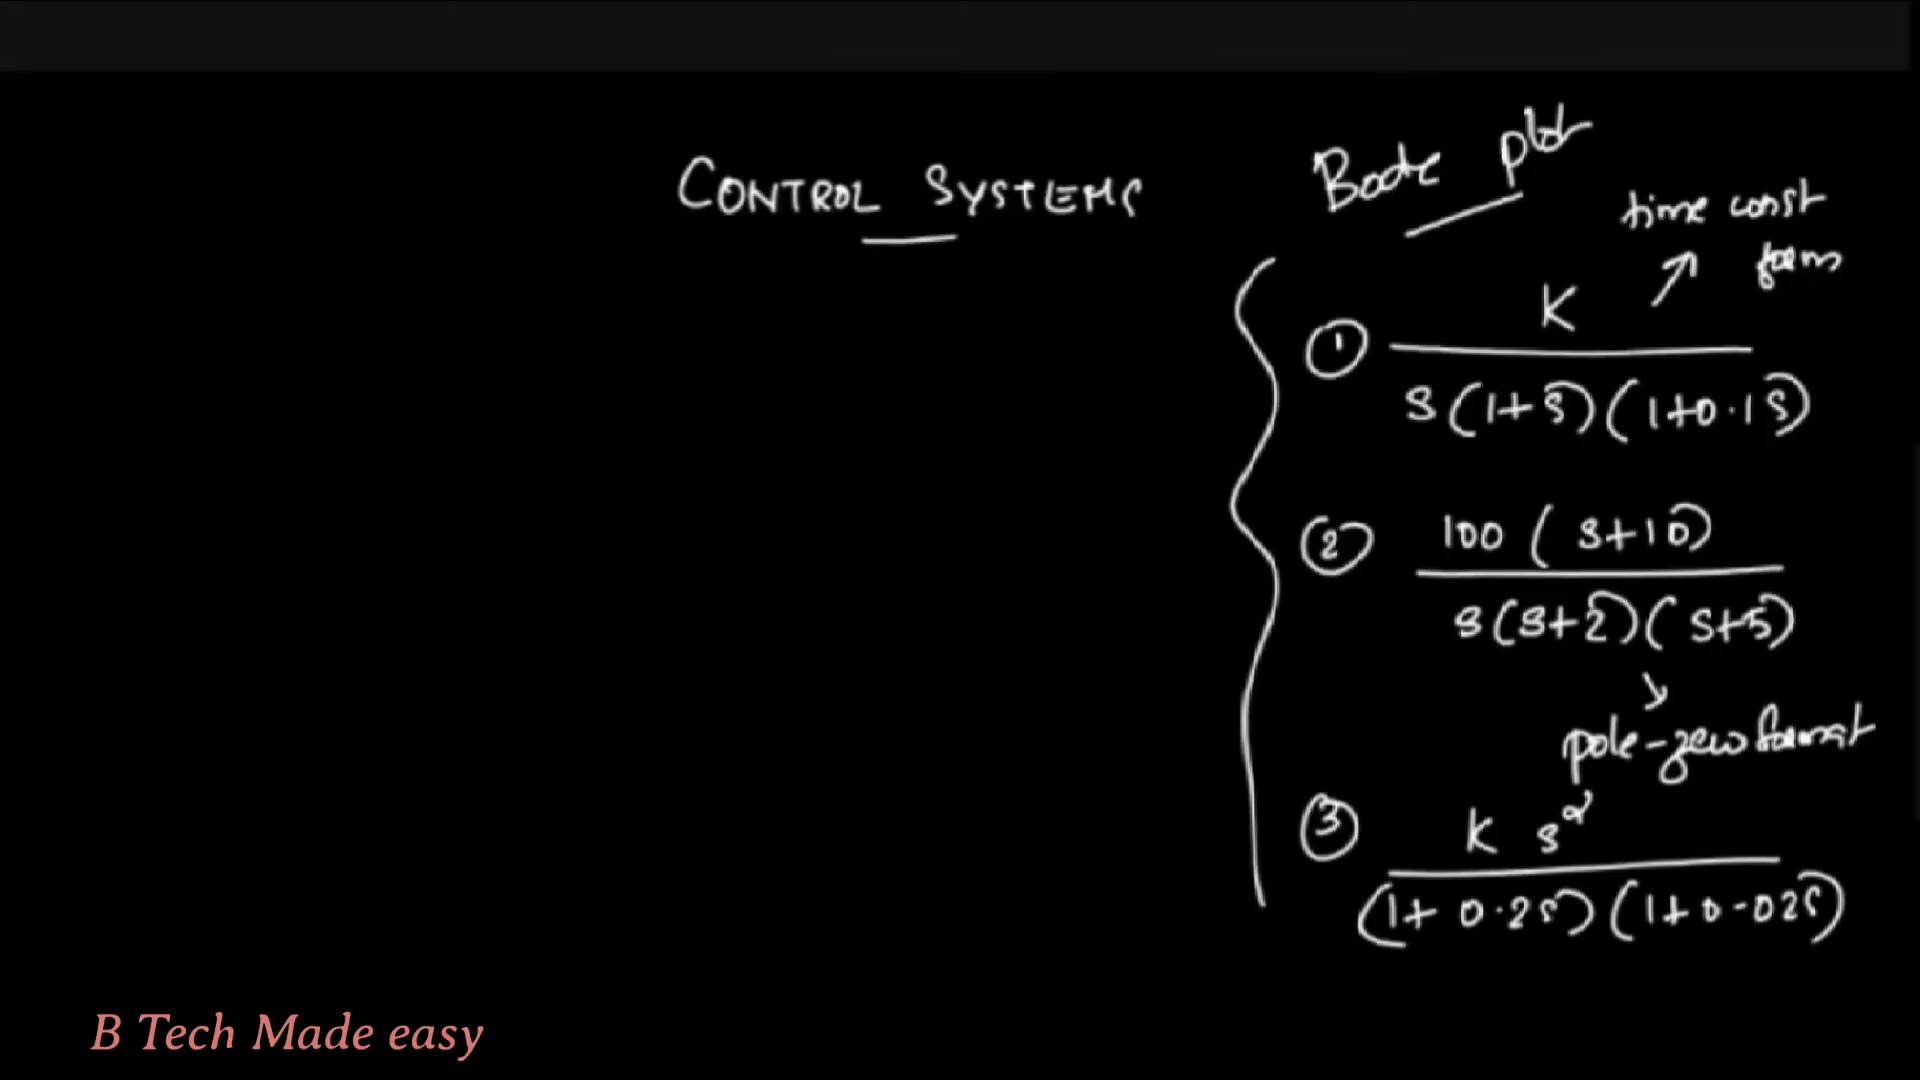 CONTROL SYSTEMS
Bode plot
time const
form
① K
s(1+s)(1+0.1s)
② 100(s+10)
s(s+2)(s+5)
pole-zero format
③ K s²
(1+0.2s)(1+0.02s)
B Tech Made easy